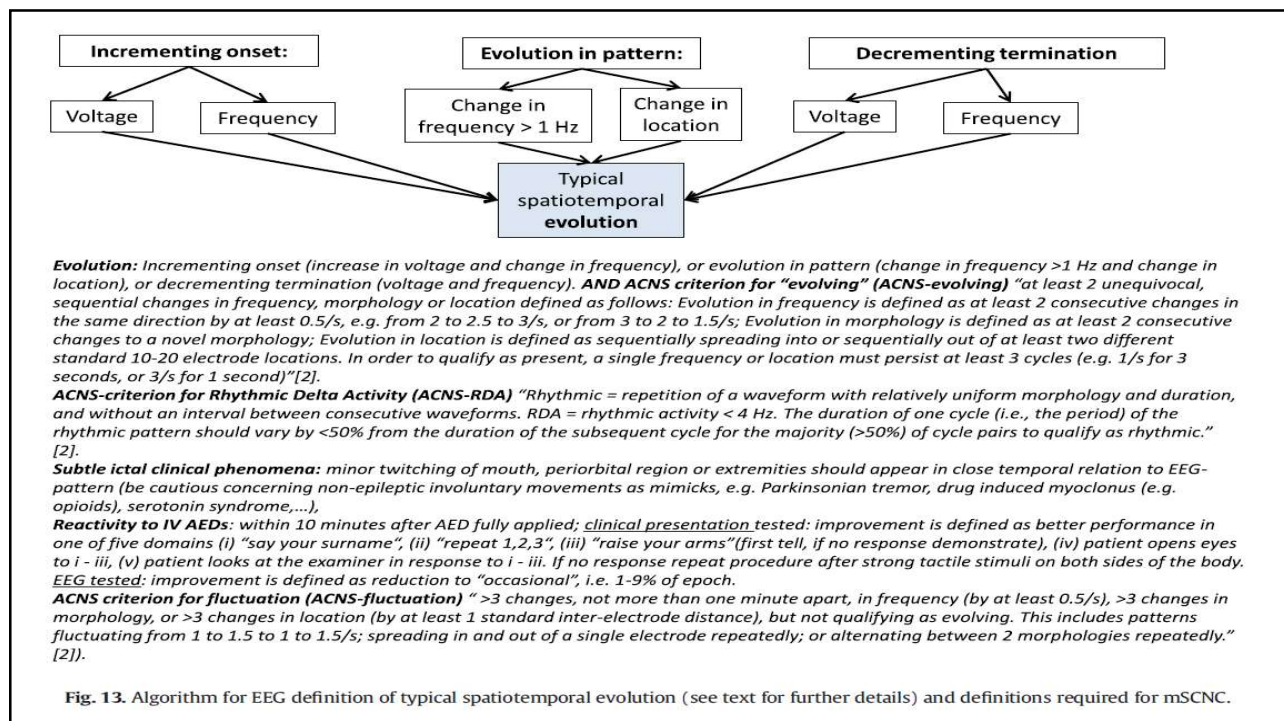 Incrementing onset:
Evolution in pattern:
Decrementing termination
Voltage
Frequency
Change in
frequency > 1 Hz
Change in
location
Voltage
Frequency
Typical
spatiotemporal
evolution
Evolution: Incrementing onset (increase in voltage and change in frequency), or evolution in pattern (change in frequency >1 Hz and change in
location), or decrementing termination (voltage and frequency). AND ACNS criterion for “evolving” (ACNS-evolving) “at least 2 unequivocal,
sequential changes in frequency, morphology or location defined as follows: Evolution in frequency is defined as at least 2 consecutive changes in
the same direction by at least 0.5/s, e.g. from 2 to 2.5 to 3/s, or from 3 to 2 to 1.5/s; Evolution in morphology is defined as at least 2 consecutive
changes to a novel morphology; Evolution in location is defined as sequentially spreading into or sequentially out of at least two different
standard 10-20 electrode locations. In order to qualify as present, a single frequency or location must persist at least 3 cycles (e.g. 1/s for 3
seconds, or 3/s for 1 second)”[2].
ACNS-criterion for Rhythmic Delta Activity (ACNS-RDA) “Rhythmic = repetition of a waveform with relatively uniform morphology and duration,
and without an interval between consecutive waveforms. RDA = rhythmic activity < 4 Hz. The duration of one cycle (i.e., the period) of the
rhythmic pattern should vary by <50% from the duration of the subsequent cycle for the majority (>50%) of cycle pairs to qualify as rhythmic.”
[2].
Subtle ictal clinical phenomena: minor twitching of mouth, periorbital region or extremities should appear in close temporal relation to EEG-
pattern (be cautious concerning non-epileptic involuntary movements as mimicks, e.g. Parkinsonian tremor, drug induced myoclonus (e.g.
opioids), serotonin syndrome,...),
Reactivity to IV AEDs: within 10 minutes after AED fully applied; clinical presentation tested: improvement is defined as better performance in
one of five domains (i) “say your surname“, (ii) “repeat 1,2,3“, (iii) “raise your arms”(first tell, if no response demonstrate), (iv) patient opens eyes
to i - iii, (v) patient looks at the examiner in response to i - iii. If no response repeat procedure after strong tactile stimuli on both sides of the body.
EEG tested: improvement is defined as reduction to “occasional”, i.e. 1-9% of epoch.
ACNS criterion for fluctuation (ACNS-fluctuation) “ >3 changes, not more than one minute apart, in frequency (by at least 0.5/s), >3 changes in
morphology, or >3 changes in location (by at least 1 standard inter-electrode distance), but not qualifying as evolving. This includes patterns
fluctuating from 1 to 1.5 to 1 to 1.5/s; spreading in and out of a single electrode repeatedly; or alternating between 2 morphologies repeatedly.”
[2]).
Fig. 13. Algorithm for EEG definition of typical spatiotemporal evolution (see text for further details) and definitions required for mSCNC.